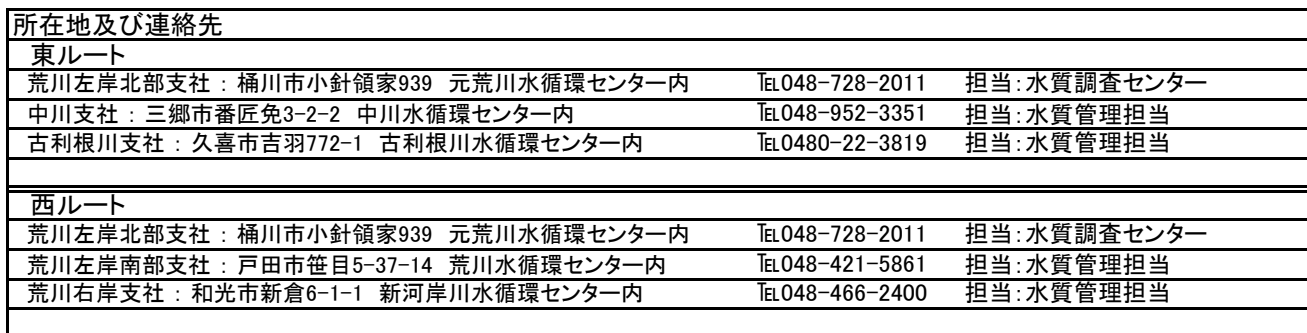 所在地及び連絡先
東ルート
荒川左岸北部支社 : 桶川市小針領家939 元荒川水循環センター内 ℡048-728-2011 担当:水質調査センター
中川支社 : 三郷市番匠免3-2-2 中川水循環センター内 ℡048-952-3351 担当:水質管理担当
古利根川支社 : 久喜市吉羽772-1 古利根川水循環センター内 ℡0480-22-3819 担当:水質管理担当
西ルート
荒川左岸北部支社 : 桶川市小針領家939 元荒川水循環センター内 ℡048-728-2011 担当:水質調査センター
荒川左岸南部支社 : 戸田市笹目5-37-14 荒川水循環センター内 ℡048-421-5861 担当:水質管理担当
荒川右岸支社 : 和光市新倉6-1-1 新河岸川水循環センター内 ℡048-466-2400 担当:水質管理担当